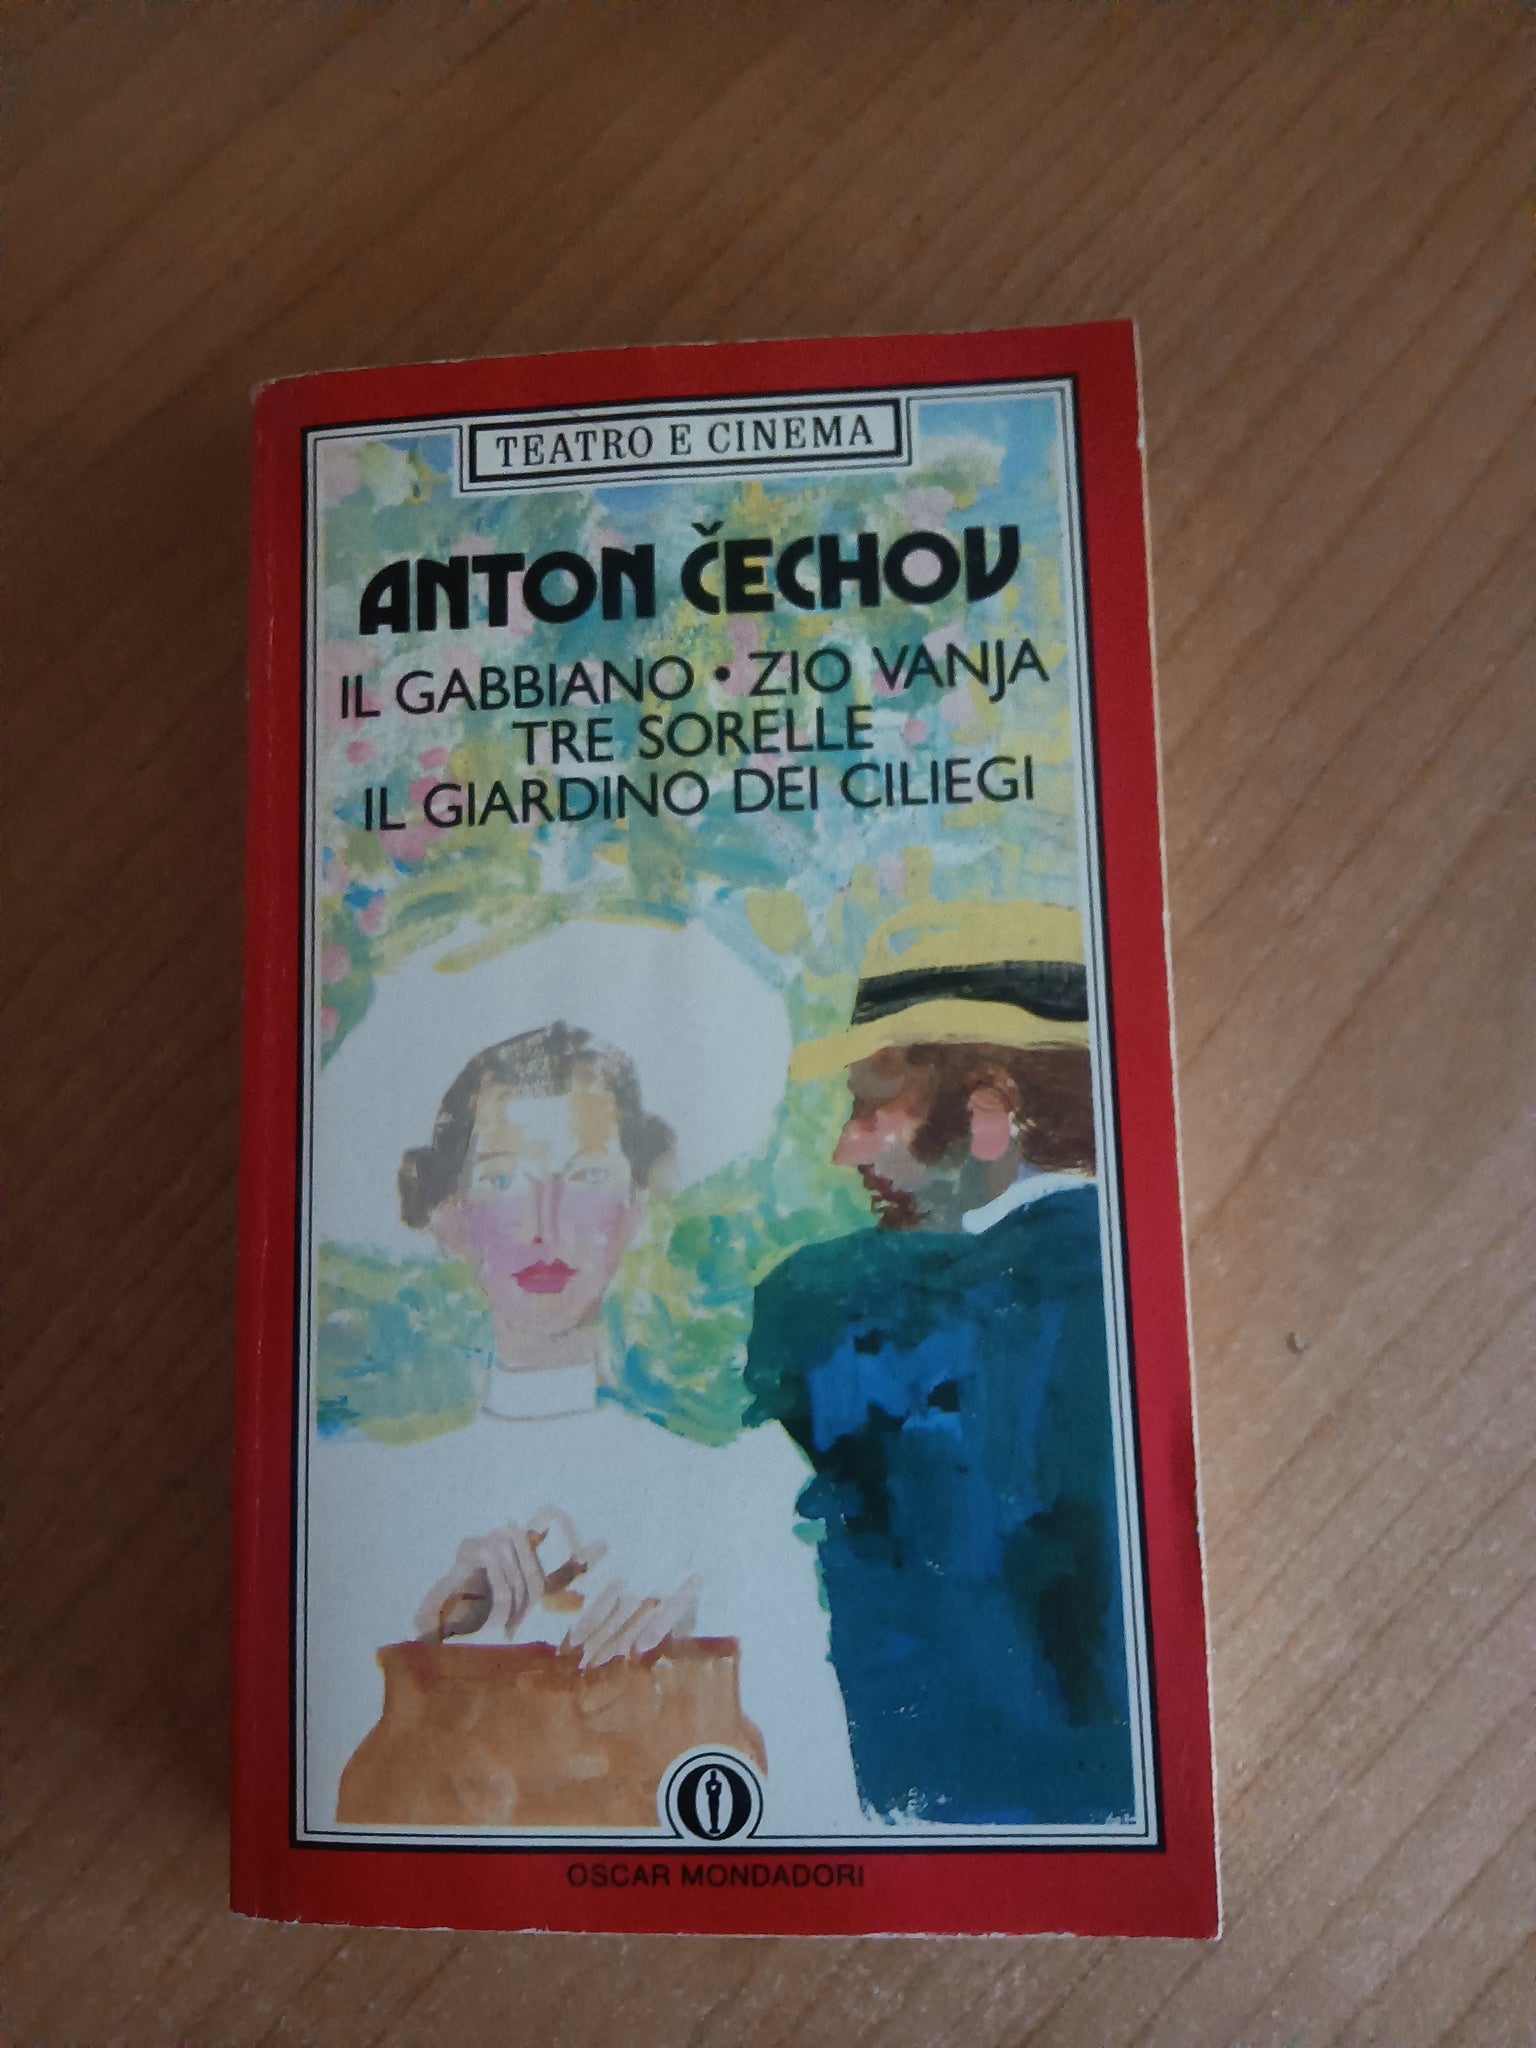 TEATRO E CINEMA
ANTON ČECHOV
IL GABBIANO • ZIO VANJA
TRE SORELLE
IL GIARDINO DEI CILIEGI
OSCAR MONDADORI